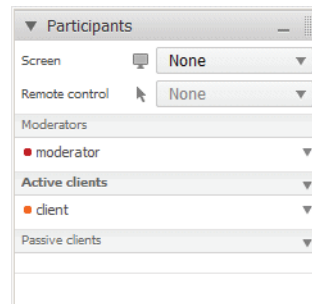 Participants
Screen None
Remote control None
Moderators
moderator
Active clients
client
Passive clients